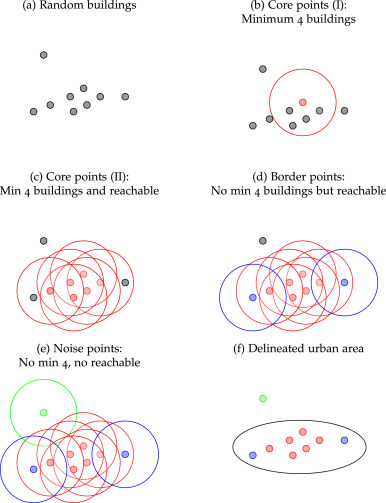 (a) Random buildings
(b) Core points (I):
Minimum 4 buildings
(c) Core points (II):
Min 4 buildings and reachable
(d) Border points:
No min 4 buildings but reachable
(e) Noise points:
No min 4, no reachable
(f) Delineated urban area